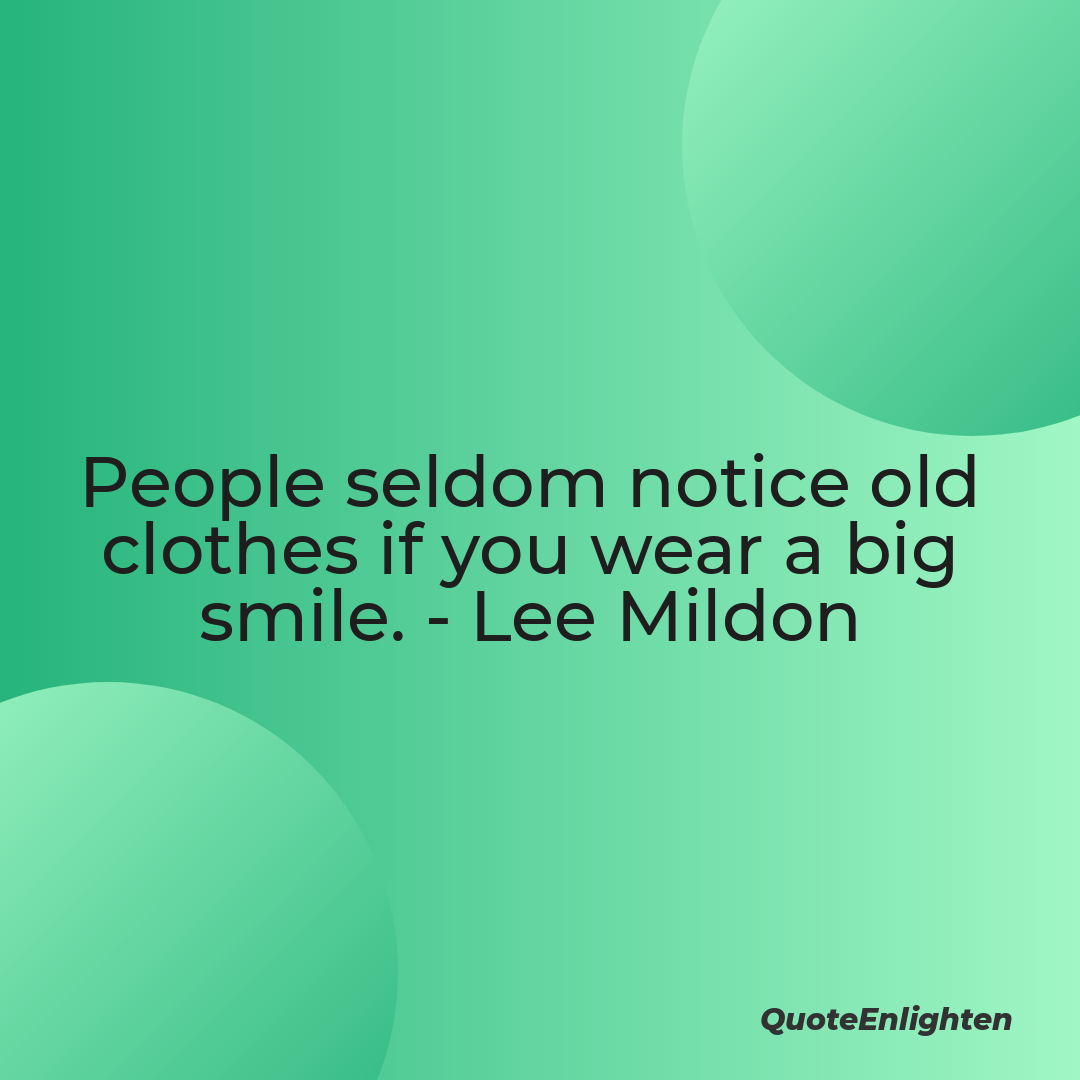 People seldom notice old
clothes if you wear a big
smile. - Lee Mildon
QuoteEnlighten